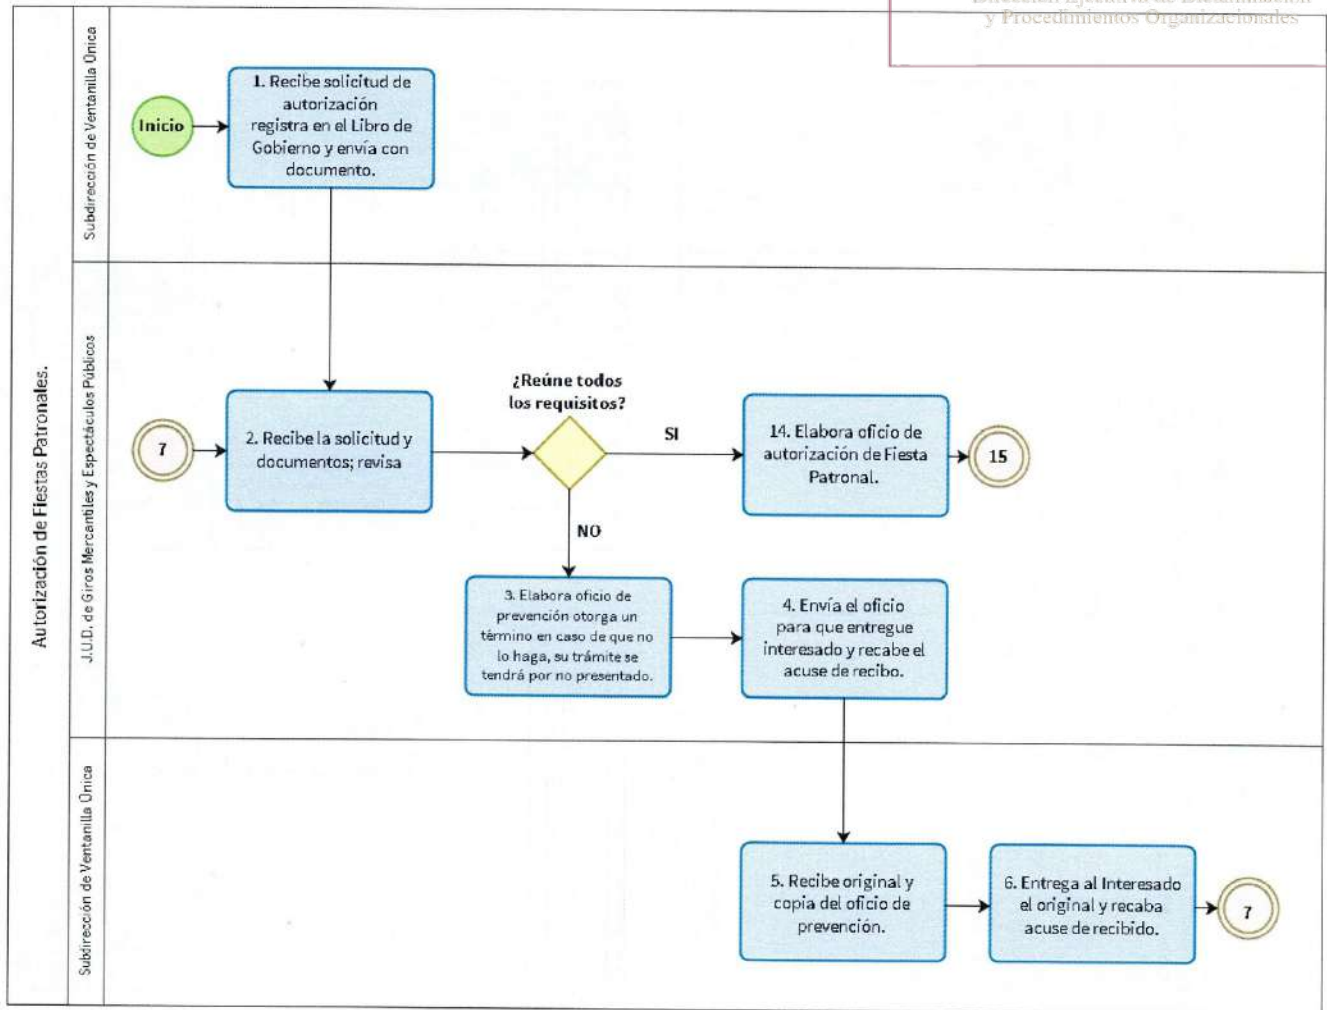 y Procedimientos Organizacionales
Autorización de Fiestas Patronales.
Subdirección de Ventanilla Única
Inicio
1. Recibe solicitud de
autorización
registra en el Libro de
Gobierno y envía con
documento.
J.U.D. de Giros Mercantiles y Espectáculos Públicos
7
2. Recibe la solicitud y
documentos; revisa
¿Reúne todos
los requisitos?
SI
14. Elabora oficio de
autorización de Fiesta
Patronal.
15
NO
3. Elabora oficio de
prevención otorga un
término en caso de que no
lo haga, su trámite se
tendrá por no presentado.
4. Envía el oficio
para que entregue
interesado y recabe el
acuse de recibo.
Subdirección de Ventanilla Única
5. Recibe original y
copia del oficio de
prevención.
6. Entrega al Interesado
el original y recaba
acuse de recibido.
7